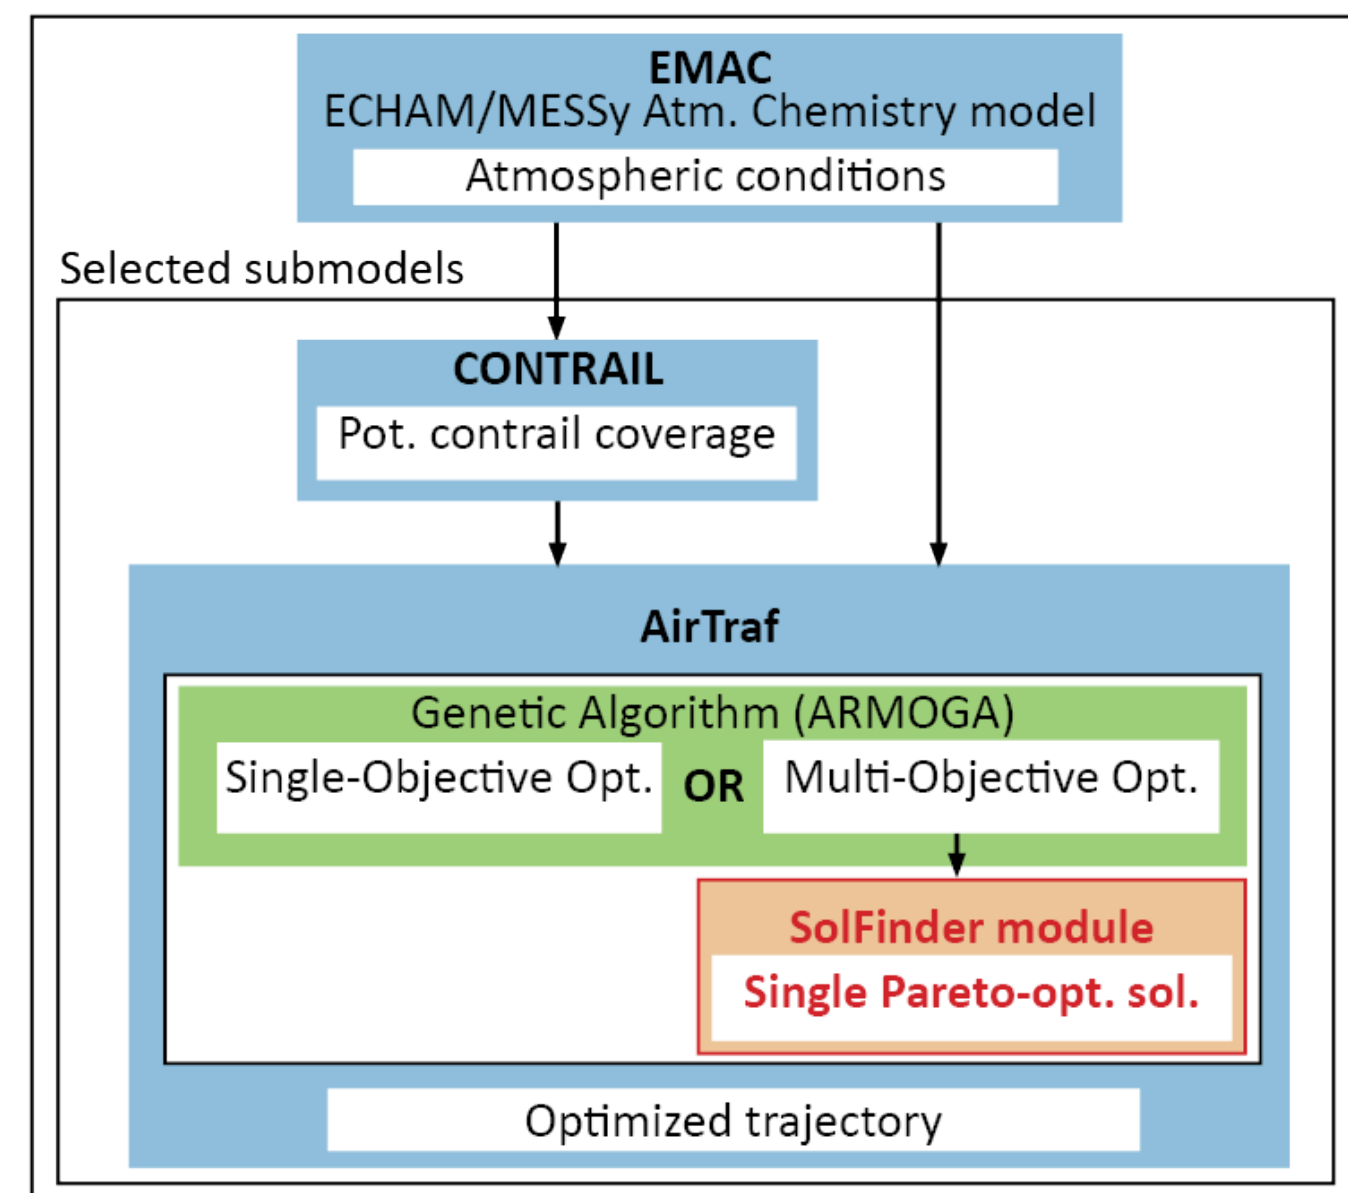 EMAC
ECHAM/MESSy Atm. Chemistry model
Atmospheric conditions
Selected submodels
CONTRAIL
Pot. contrail coverage
AirTraf
Genetic Algorithm (ARMOGA)
Single-Objective Opt. OR Multi-Objective Opt.
SolFinder module
Single Pareto-opt. sol.
Optimized trajectory